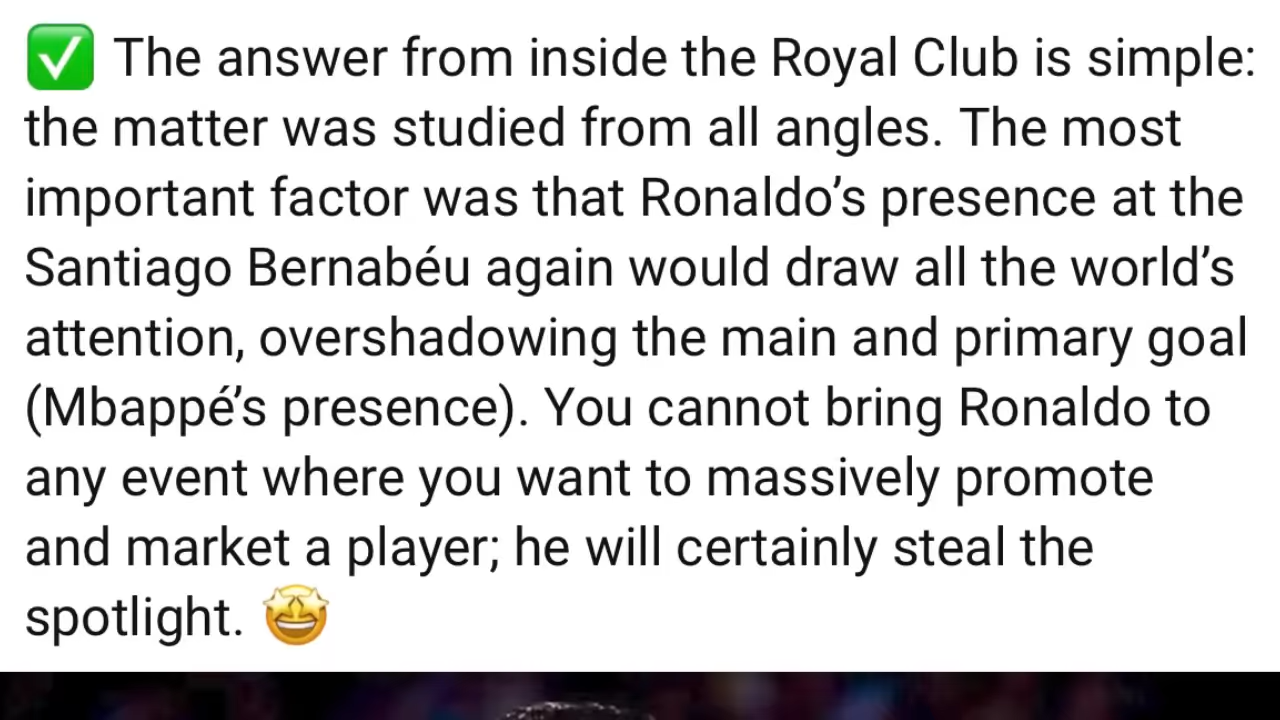 ✅ The answer from inside the Royal Club is simple:
the matter was studied from all angles. The most
important factor was that Ronaldo’s presence at the
Santiago Bernabéu again would draw all the world’s
attention, overshadowing the main and primary goal
(Mbappé’s presence). You cannot bring Ronaldo to
any event where you want to massively promote
and market a player; he will certainly steal the
spotlight. 🤩